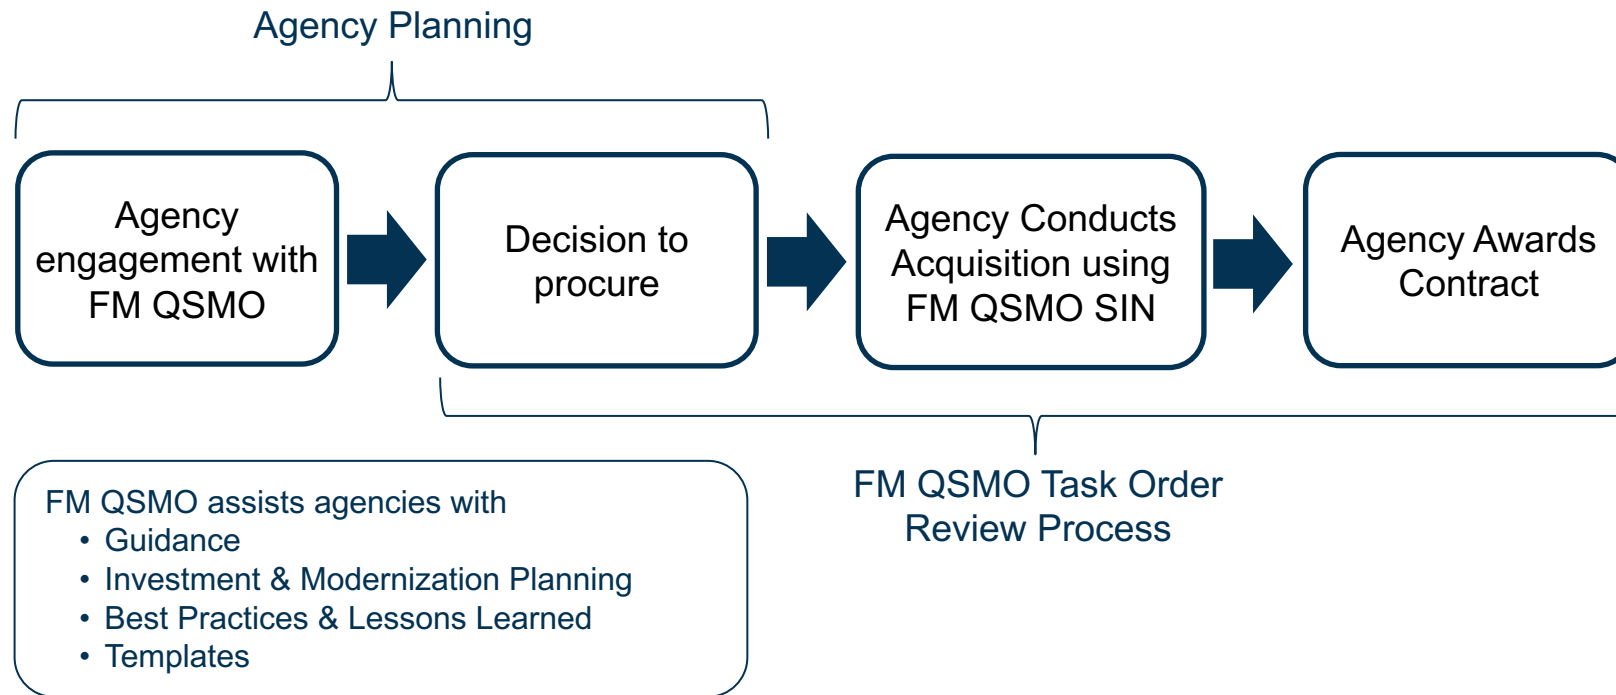 Agency Planning
Agency
engagement with
FM QSMO
Decision to
procure
Agency Conducts
Acquisition using
FM QSMO SIN
Agency Awards
Contract
FM QSMO assists agencies with
• Guidance
• Investment & Modernization Planning
• Best Practices & Lessons Learned
• Templates
FM QSMO Task Order
Review Process